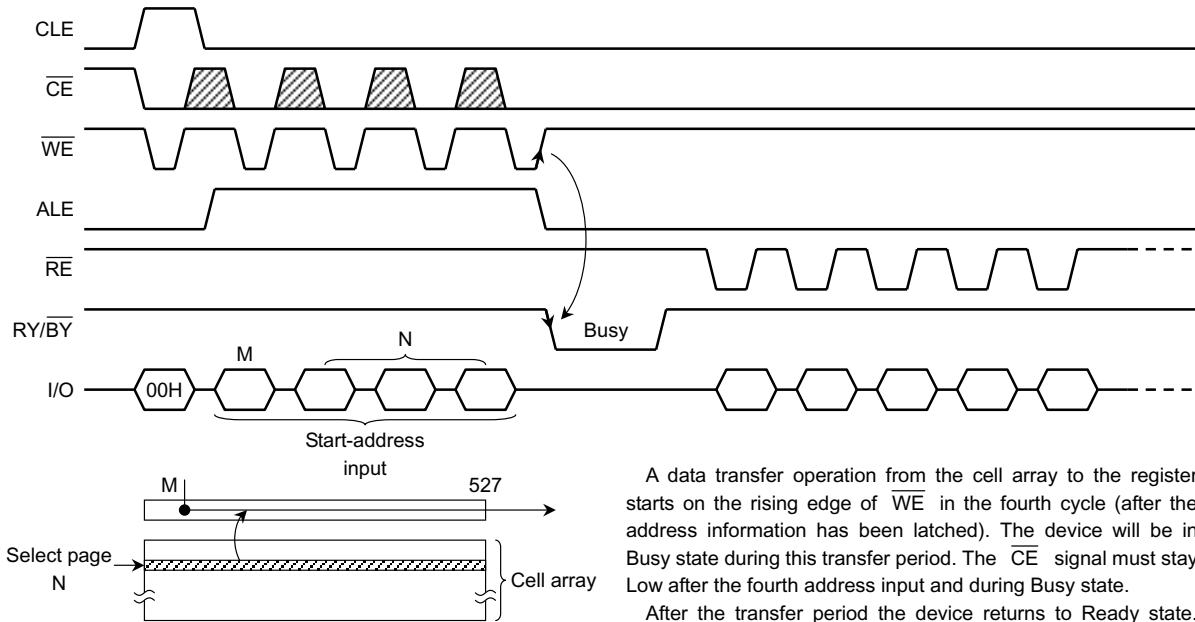 CLE
CE
WE
ALE
RE
RY/BY
Busy
M
N
I/O
00H
Start-address
input
M
527
Select page
N
Cell array
A data transfer operation from the cell array to the register
starts on the rising edge of WE in the fourth cycle (after the
address information has been latched). The device will be in
Busy state during this transfer period. The CE signal must stay
Low after the fourth address input and during Busy state.
After the transfer period the device returns to Ready state.